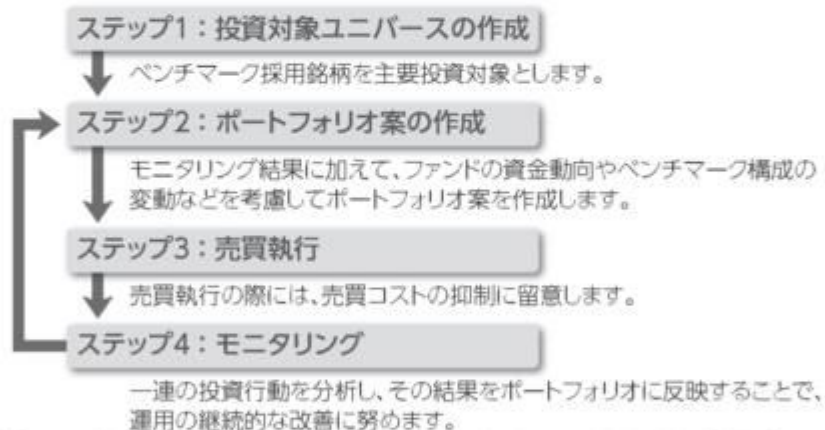 ステップ1：投資対象ユニバースの作成
ベンチマーク採用銘柄を主要投資対象とします。
ステップ2：ポートフォリオ案の作成
モニタリング結果に加えて、ファンドの資金動向やベンチマーク構成の
変動などを考慮してポートフォリオ案を作成します。
ステップ3：売買執行
売買執行の際には、売買コストの抑制に留意します。
ステップ4：モニタリング
一連の投資行動を分析し、その結果をポートフォリオに反映することで、
運用の継続的な改善に努めます。